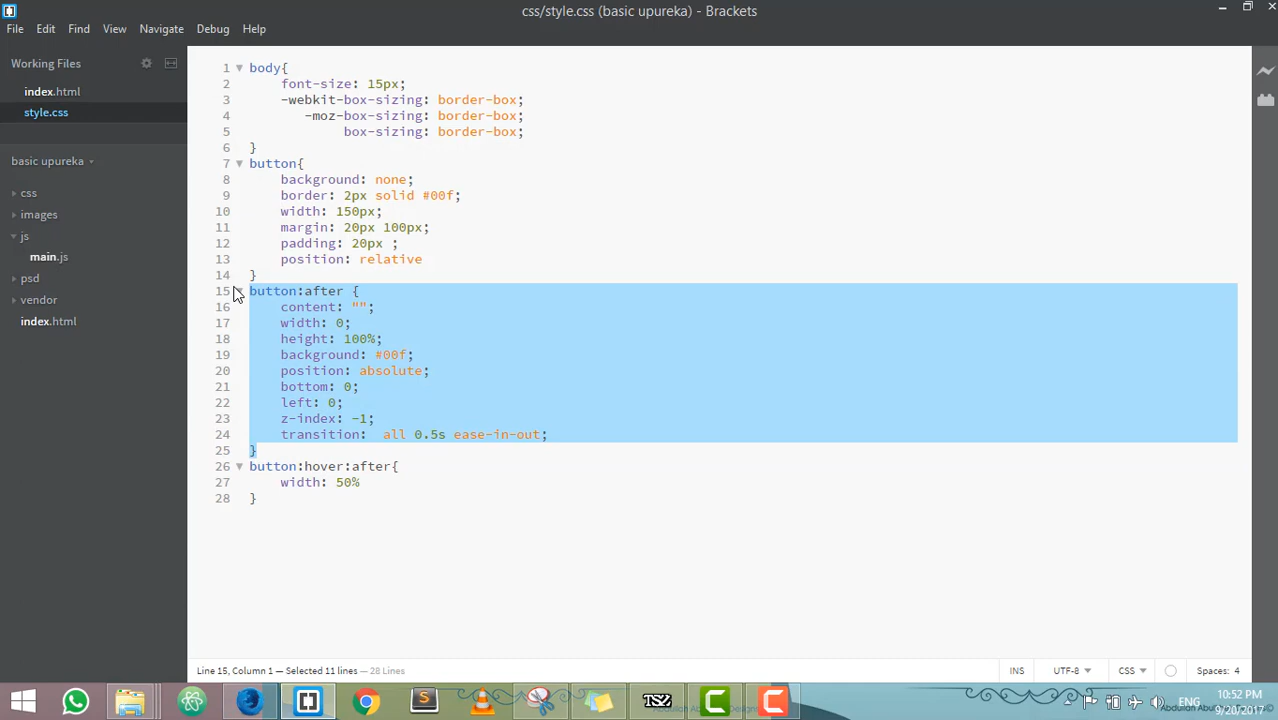 css/style.css (basic upureka) - Brackets
File Edit Find View Navigate Debug Help
Working Files
index.html
style.css
basic upureka
css
images
js
main.js
psd
vendor
index.html
1 body{
2 font-size: 15px;
3 -webkit-box-sizing: border-box;
4 -moz-box-sizing: border-box;
5 box-sizing: border-box;
6 }
7 button{
8 background: none;
9 border: 2px solid #00f;
10 width: 150px;
11 margin: 20px 100px;
12 padding: 20px ;
13 position: relative
14 }
15 button:after {
16 content: "";
17 width: 0;
18 height: 100%;
19 background: #00f;
20 position: absolute;
21 bottom: 0;
22 left: 0;
23 z-index: -1;
24 transition:  all 0.5s ease-in-out;
25 }
26 button:hover:after{
27 width: 50%
28 }
Line 15, Column 1 — Selected 11 lines — 28 Lines
INS UTF-8 CSS Spaces: 4
S TSZ C C
ENG 10:52 PM
9/20/2017